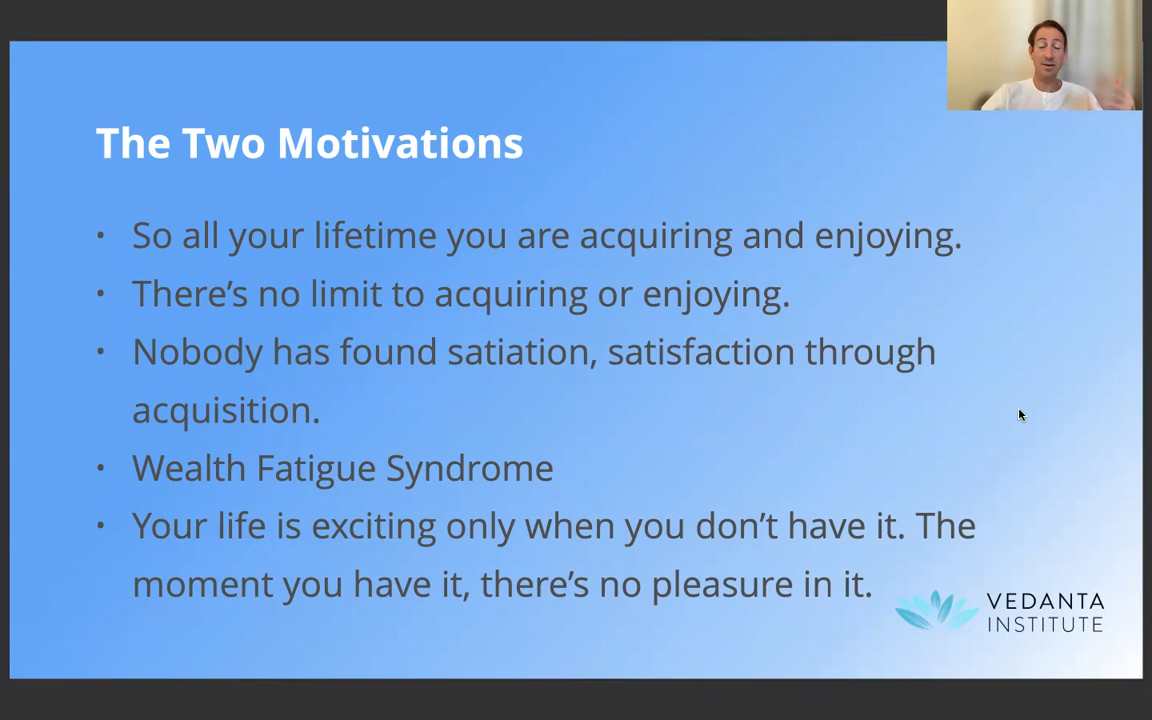 The Two Motivations
• So all your lifetime you are acquiring and enjoying.
• There’s no limit to acquiring or enjoying.
• Nobody has found satiation, satisfaction through
acquisition.
• Wealth Fatigue Syndrome
• Your life is exciting only when you don’t have it. The
moment you have it, there’s no pleasure in it.
VEDANTA
INSTITUTE